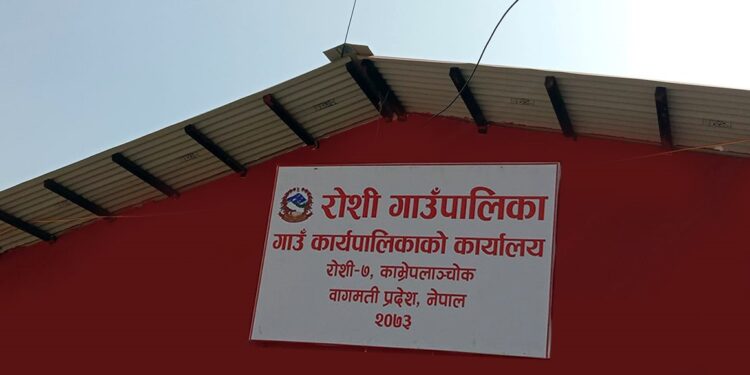 रोशी गाउँपालिका
गाउँ कार्यपालिकाको कार्यालय
रोशी-७, काभ्रेपलाञ्चोक
वागमती प्रदेश, नेपाल
२०७३